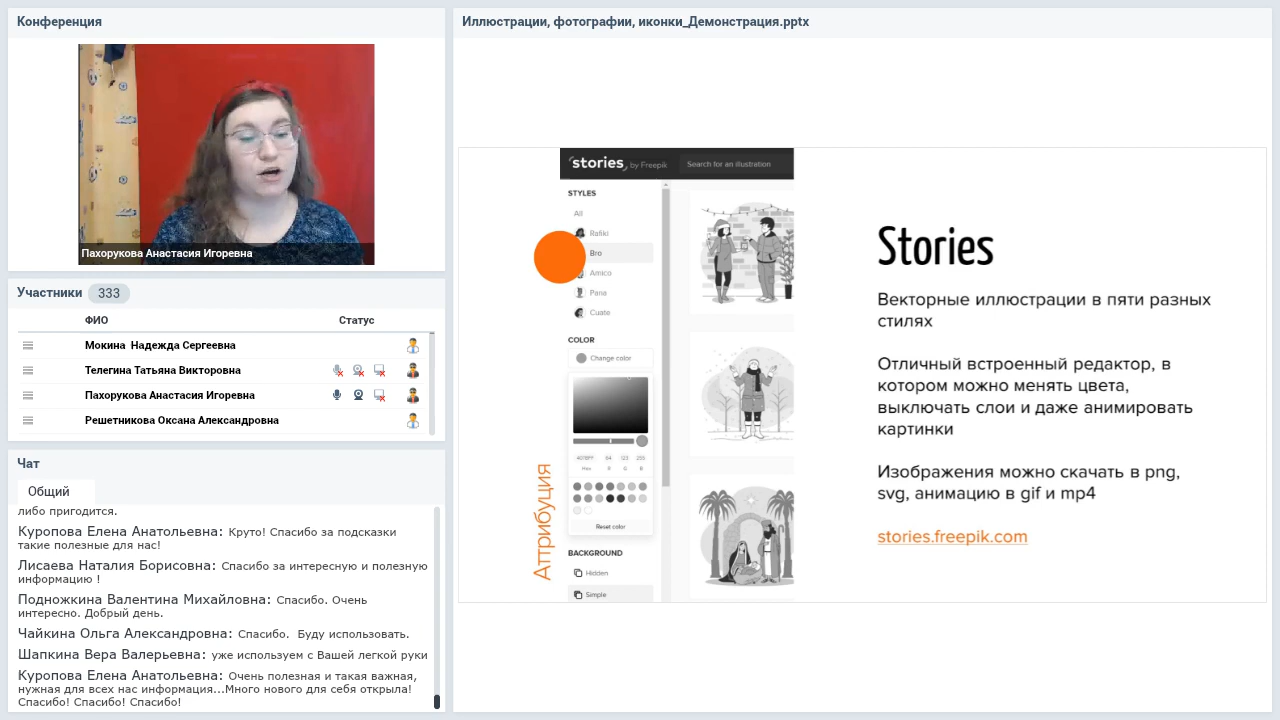 Конференция
Пахорукова Анастасия Игоревна
Участники 333
ФИО Статус
Мокина Надежда Сергеевна
Телегина Татьяна Викторовна
Пахорукова Анастасия Игоревна
Решетникова Оксана Александровна
Чат
Общий
либо пригодится.
Куропова Елена Анатольевна: Круто! Спасибо за подсказки
такие полезные для нас!
Лисаева Наталия Борисовна: Спасибо за интересную и полезную
информацию !
Подножкина Валентина Михайловна: Спасибо. Очень
интересно. Добрый день.
Чайкина Ольга Александровна: Спасибо. Буду использовать.
Шапкина Вера Валерьевна: уже используем с Вашей легкой руки
Куропова Елена Анатольевна: Очень полезная и такая важная,
нужная для всех нас информация...Много нового для себя открыла!
Спасибо! Спасибо! Спасибо!
Иллюстрации, фотографии, иконки_Демонстрация.pptx
stories by Freepik Search for an illustration
STYLES
All
Rafiki
Bro
Amico
Pana
Cuate
COLOR
Change color
407BFF 64 123 255
Hex R G B
Reset color
BACKGROUND
Hidden
Simple
Аттрибуция
Stories
Векторные иллюстрации в пяти разных
стилях
Отличный встроенный редактор, в
котором можно менять цвета,
выключать слои и даже анимировать
картинки
Изображения можно скачать в png,
svg, анимацию в gif и mp4
stories.freepik.com